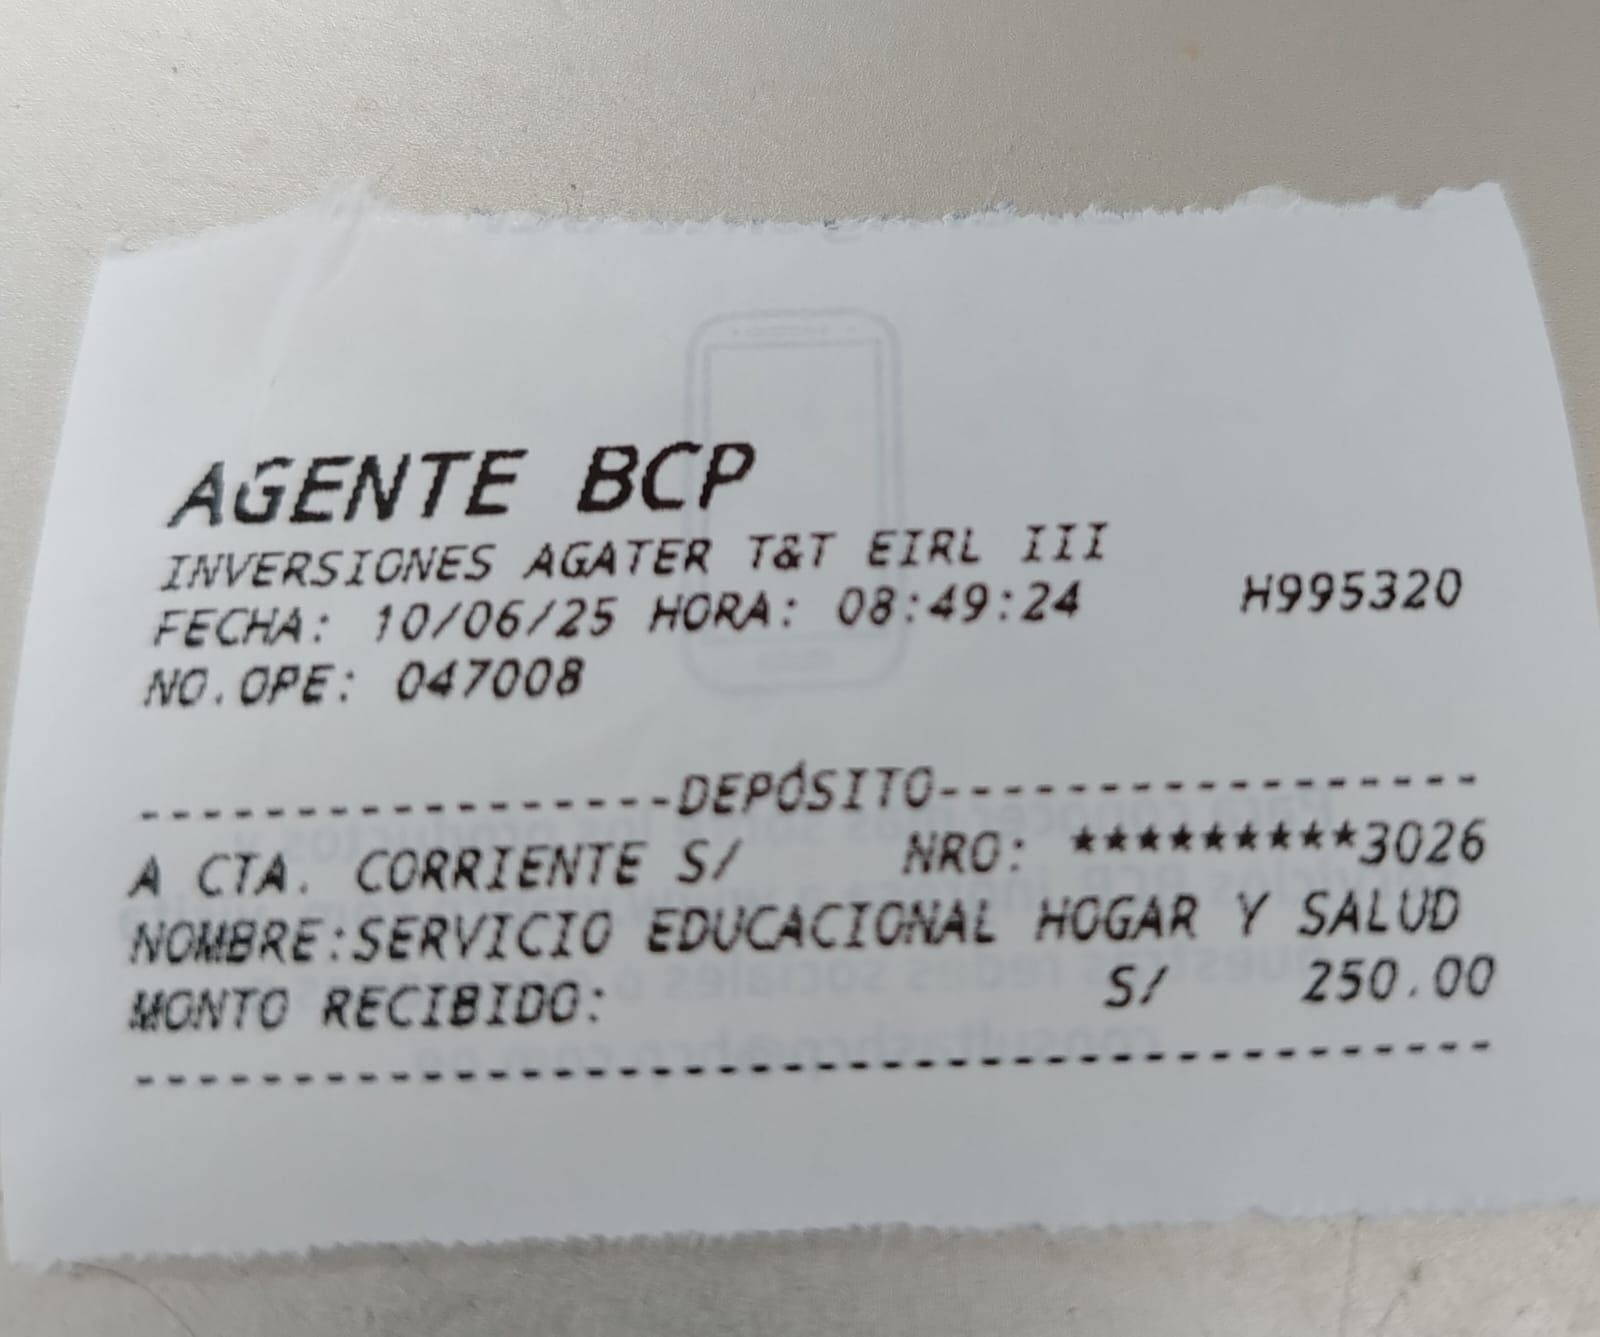 AGENTE BCP
INVERSIONES AGATER T&T EIRL III
FECHA: 10/06/25 HORA: 08:49:24 H995320
NO.OPE: 047008
-----------------DEPÓSITO-----------------
A CTA. CORRIENTE S/ NRO: *********3026
NOMBRE:SERVICIO EDUCACIONAL HOGAR Y SALUD
MONTO RECIBIDO: S/ 250.00
-------------------------------------------